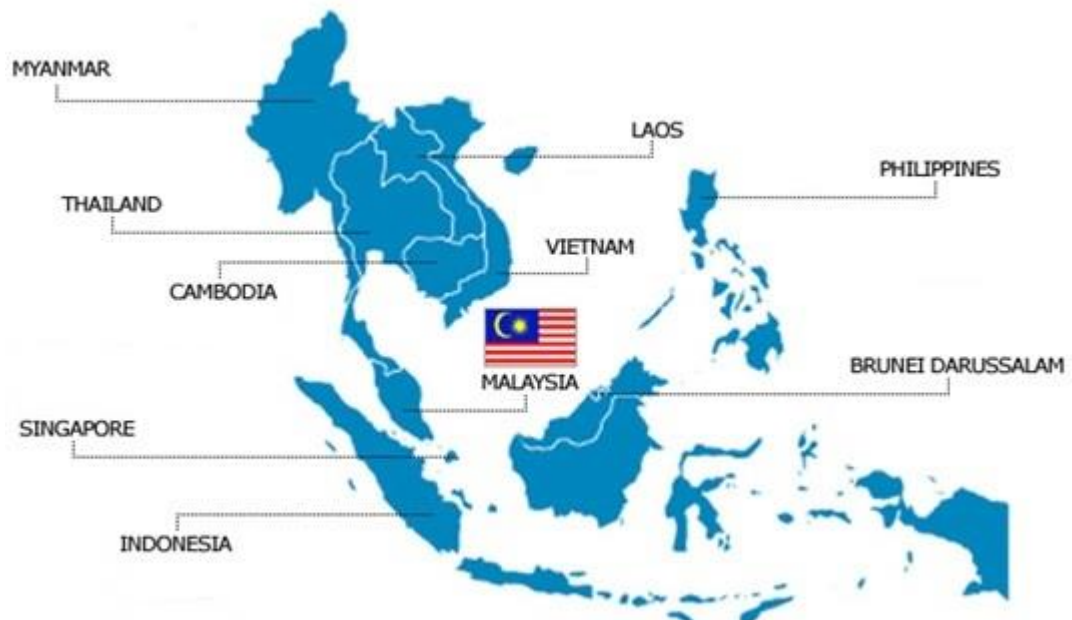 MYANMAR
LAOS
PHILIPPINES
THAILAND
VIETNAM
CAMBODIA
BRUNEI DARUSSALAM
MALAYSIA
SINGAPORE
INDONESIA